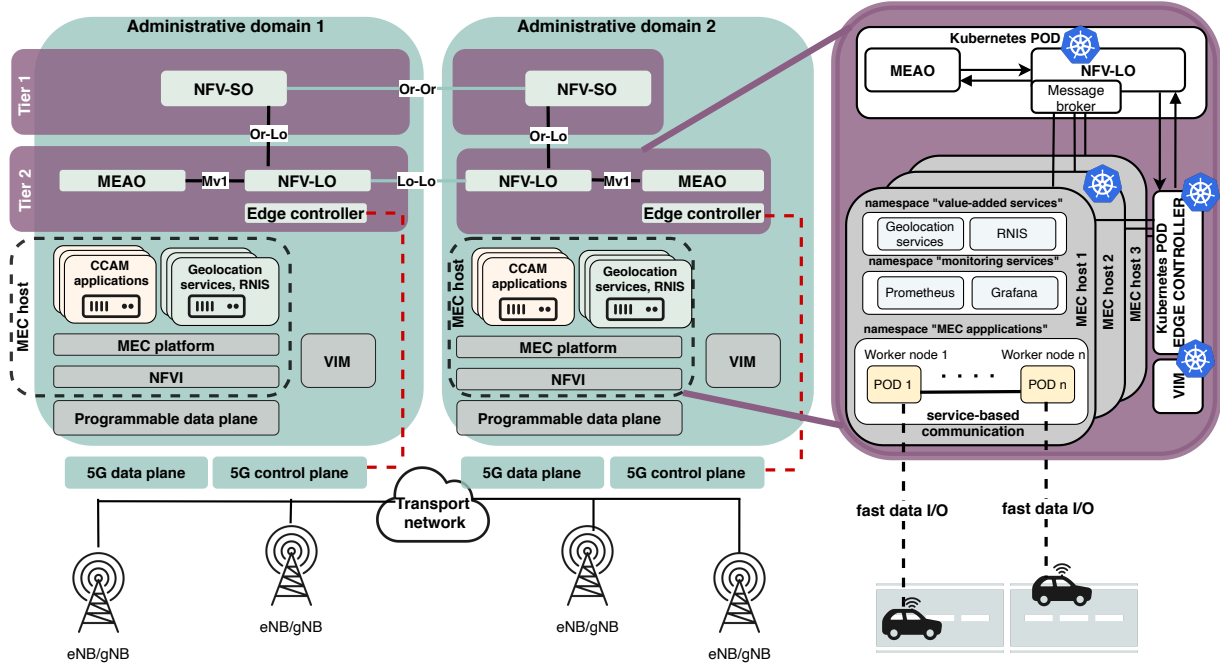 Administrative domain 1
Tier 1
NFV-SO
Or-Or
Or-Lo
Tier 2
MEAO
Mv1
NFV-LO
Lo-Lo
Edge controller
MEC host
CCAM
applications
Geolocation
services, RNIS
MEC platform
NFVI
VIM
Programmable data plane
5G data plane
5G control plane
Administrative domain 2
NFV-SO
Or-Lo
NFV-LO
Mv1
MEAO
Edge controller
MEC host
CCAM
applications
Geolocation
services, RNIS
MEC platform
NFVI
VIM
Programmable data plane
5G data plane
5G control plane
Transport
network
eNB/gNB
eNB/gNB
eNB/gNB
eNB/gNB
Kubernetes POD
MEAO
NFV-LO
Message
broker
namespace "value-added services"
Geolocation
services
RNIS
namespace "monitoring services"
Prometheus
Grafana
namespace "MEC appplications"
Worker node 1
Worker node n
POD 1
. . . .
POD n
service-based
communication
MEC host 1
MEC host 2
MEC host 3
Kubernetes POD
EDGE CONTROLLER
VIM
fast data I/O
fast data I/O